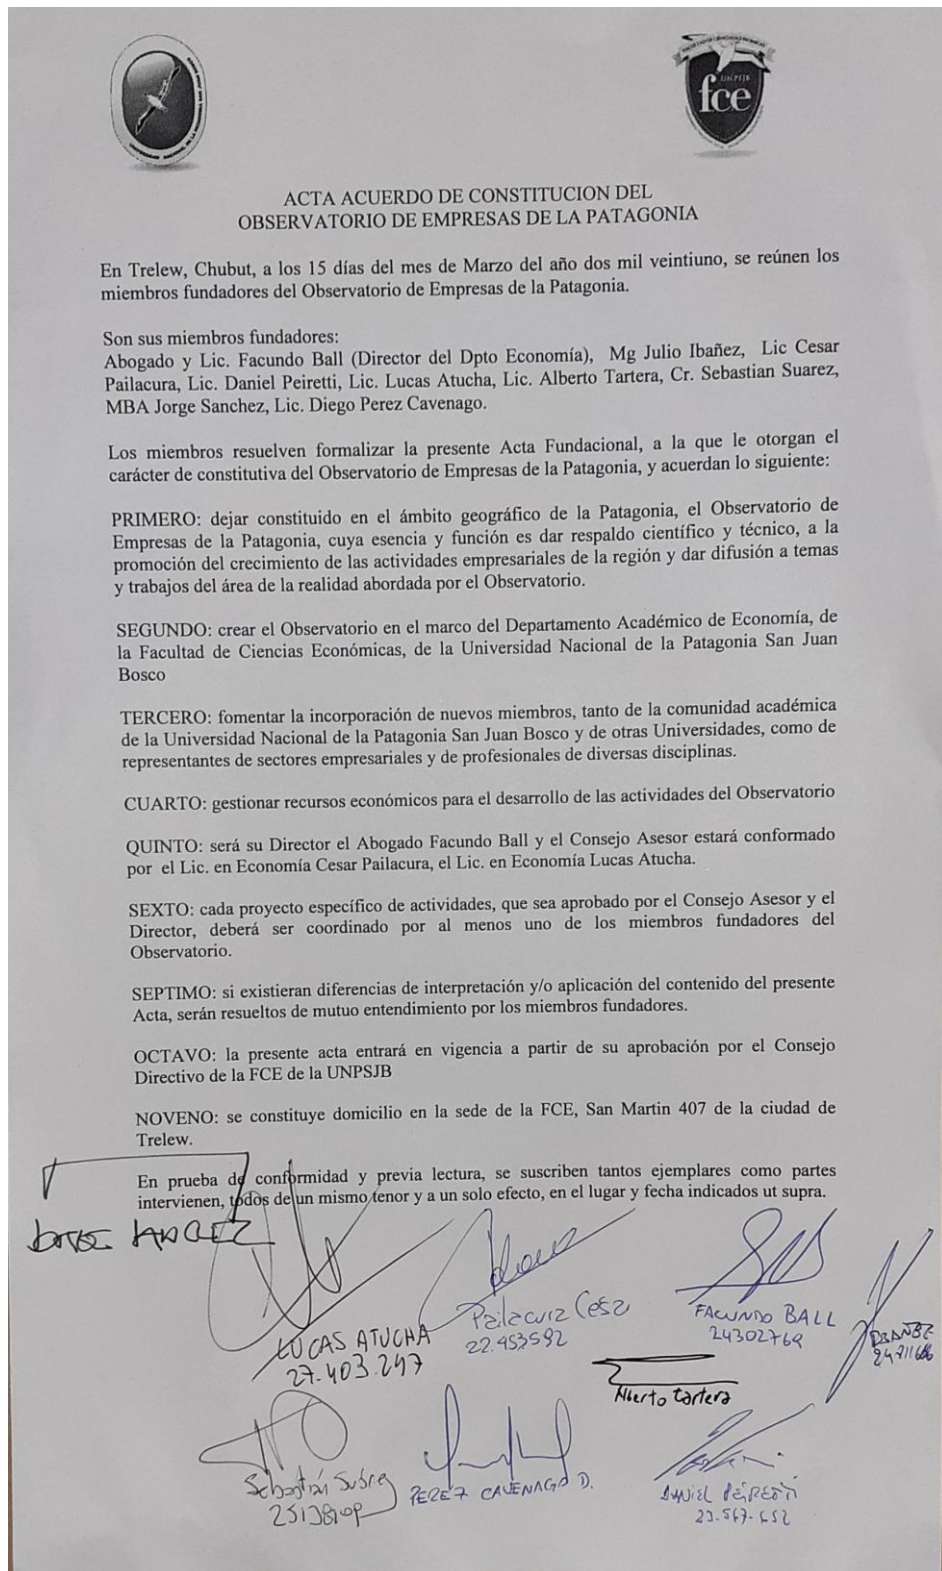 UNPSJB
fce
ACTA ACUERDO DE CONSTITUCION DEL
OBSERVATORIO DE EMPRESAS DE LA PATAGONIA
En Trelew, Chubut, a los 15 días del mes de Marzo del año dos mil veintiuno, se reúnen los
miembros fundadores del Observatorio de Empresas de la Patagonia.
Son sus miembros fundadores:
Abogado y Lic. Facundo Ball (Director del Dpto Economía), Mg Julio Ibañez, Lic Cesar
Pailacura, Lic. Daniel Peiretti, Lic. Lucas Atucha, Lic. Alberto Tartera, Cr. Sebastian Suarez,
MBA Jorge Sanchez, Lic. Diego Perez Cavenago.
Los miembros resuelven formalizar la presente Acta Fundacional, a la que le otorgan el
carácter de constitutiva del Observatorio de Empresas de la Patagonia, y acuerdan lo siguiente:
PRIMERO: dejar constituido en el ámbito geográfico de la Patagonia, el Observatorio de
Empresas de la Patagonia, cuya esencia y función es dar respaldo científico y técnico, a la
promoción del crecimiento de las actividades empresariales de la región y dar difusión a temas
y trabajos del área de la realidad abordada por el Observatorio.
SEGUNDO: crear el Observatorio en el marco del Departamento Académico de Economía, de
la Facultad de Ciencias Económicas, de la Universidad Nacional de la Patagonia San Juan
Bosco
TERCERO: fomentar la incorporación de nuevos miembros, tanto de la comunidad académica
de la Universidad Nacional de la Patagonia San Juan Bosco y de otras Universidades, como de
representantes de sectores empresariales y de profesionales de diversas disciplinas.
CUARTO: gestionar recursos económicos para el desarrollo de las actividades del Observatorio
QUINTO: será su Director el Abogado Facundo Ball y el Consejo Asesor estará conformado
por el Lic. en Economía Cesar Pailacura, el Lic. en Economía Lucas Atucha.
SEXTO: cada proyecto específico de actividades, que sea aprobado por el Consejo Asesor y el
Director, deberá ser coordinado por al menos uno de los miembros fundadores del
Observatorio.
SEPTIMO: si existieran diferencias de interpretación y/o aplicación del contenido del presente
Acta, serán resueltos de mutuo entendimiento por los miembros fundadores.
OCTAVO: la presente acta entrará en vigencia a partir de su aprobación por el Consejo
Directivo de la FCE de la UNPSJB
NOVENO: se constituye domicilio en la sede de la FCE, San Martin 407 de la ciudad de
Trelew.
En prueba de conformidad y previa lectura, se suscriben tantos ejemplares como partes
intervienen, todos de un mismo tenor y a un solo efecto, en el lugar y fecha indicados ut supra.
LUCAS ATUCHA
27.403.247
Pailacura Cesar
22.453592
FACUNDO BALL
24302769
Alberto Tartera
Sebastián Suárez
PEREZ CAVENAGO D.
DANIEL PEIRETTI